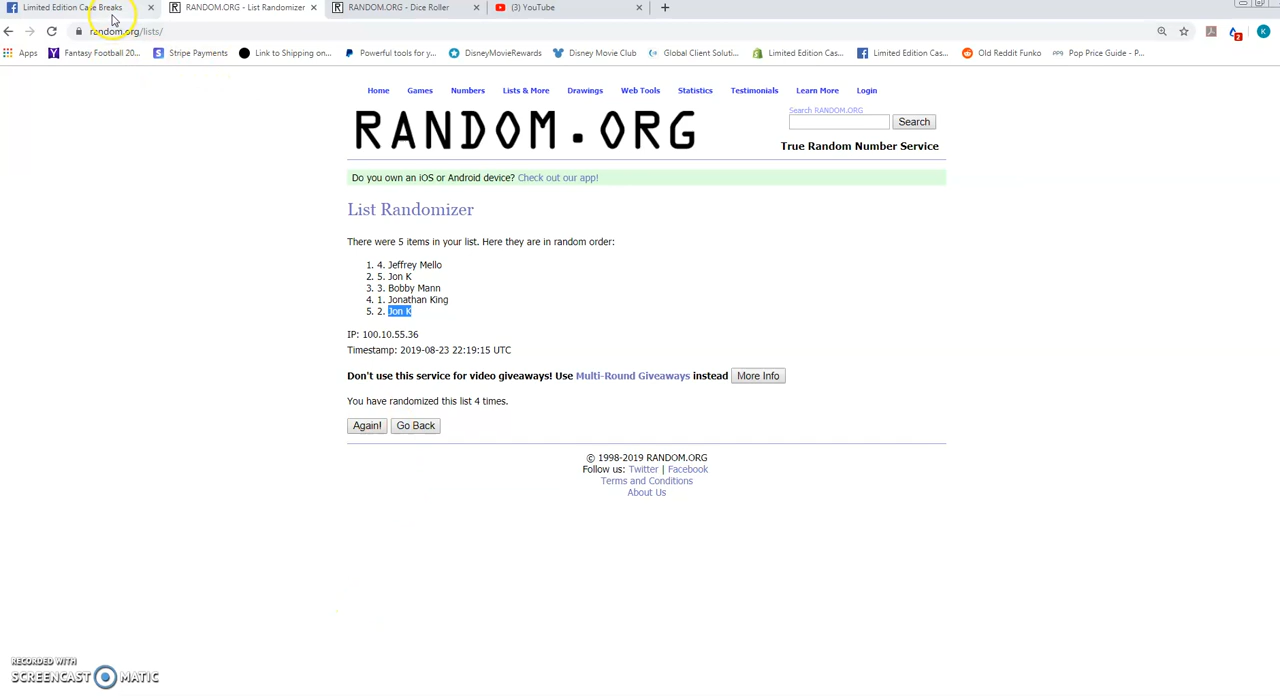 Limited Edition Case Breaks
RANDOM.ORG - List Randomizer
RANDOM.ORG - Dice Roller
(3) YouTube
random.org/lists/
Apps
Fantasy Football 20...
Stripe Payments
Link to Shipping on...
Powerful tools for y...
DisneyMovieRewards
Disney Movie Club
Global Client Soluti...
Limited Edition Cas...
Limited Edition Cas...
Old Reddit Funko
Pop Price Guide - P...
2
K
Home Games Numbers Lists & More Drawings Web Tools Statistics Testimonials Learn More Login
RANDOM.ORG
Search RANDOM.ORG
Search
True Random Number Service
Do you own an iOS or Android device? Check out our app!
List Randomizer
There were 5 items in your list. Here they are in random order:
1. 4. Jeffrey Mello
2. 5. Jon K
3. 3. Bobby Mann
4. 1. Jonathan King
5. 2. Jon K
IP: 100.10.55.36
Timestamp: 2019-08-23 22:19:15 UTC
Don't use this service for video giveaways! Use Multi-Round Giveaways instead More Info
You have randomized this list 4 times.
Again! Go Back
© 1998-2019 RANDOM.ORG
Follow us: Twitter | Facebook
Terms and Conditions
About Us
RECORDED WITH
SCREENCAST MATIC